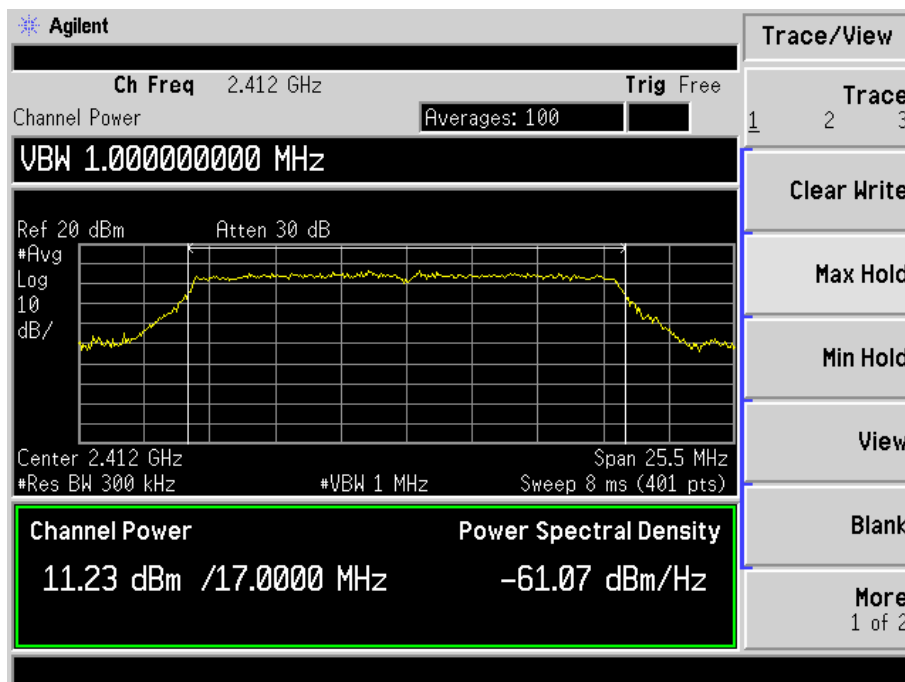 Agilent
Trace/View
Ch Freq 2.412 GHz Trig Free
Channel Power Averages: 100
VBW 1.000000000 MHz
Ref 20 dBm Atten 30 dB
#Avg
Log
10
dB/
Center 2.412 GHz Span 25.5 MHz
#Res BW 300 kHz #VBW 1 MHz Sweep 8 ms (401 pts)
Channel Power Power Spectral Density
11.23 dBm /17.0000 MHz -61.07 dBm/Hz
Trace
1 2 3
Clear Write
Max Hold
Min Hold
View
Blank
More
1 of 2